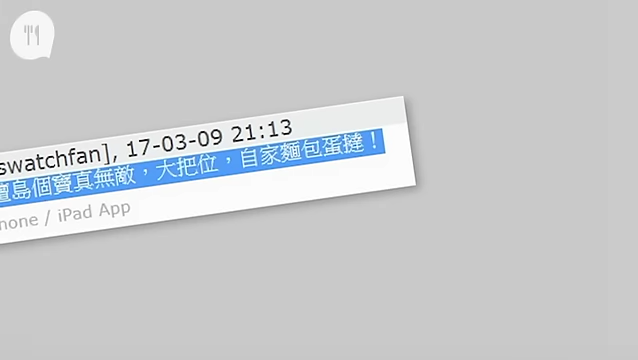 swatchfan], 17-03-09 21:13
島個寶真無敵，大把位，自家麵包蛋撻！
none / iPad App